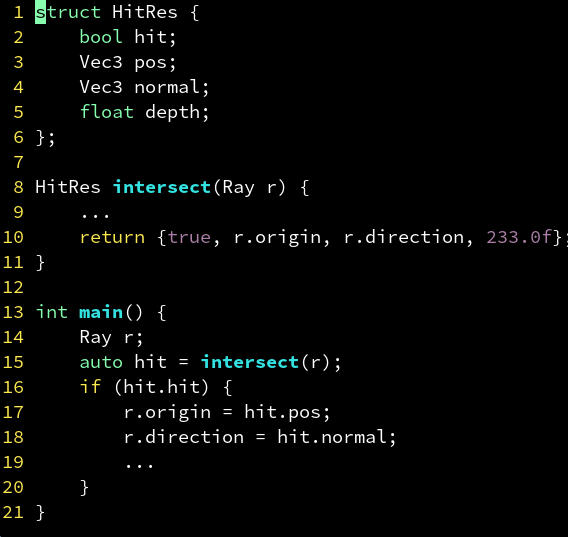 1 struct HitRes {
2     bool hit;
3     Vec3 pos;
4     Vec3 normal;
5     float depth;
6 };
7
8 HitRes intersect(Ray r) {
9     ...
10     return {true, r.origin, r.direction, 233.0f};
11 }
12
13 int main() {
14     Ray r;
15     auto hit = intersect(r);
16     if (hit.hit) {
17         r.origin = hit.pos;
18         r.direction = hit.normal;
19         ...
20     }
21 }